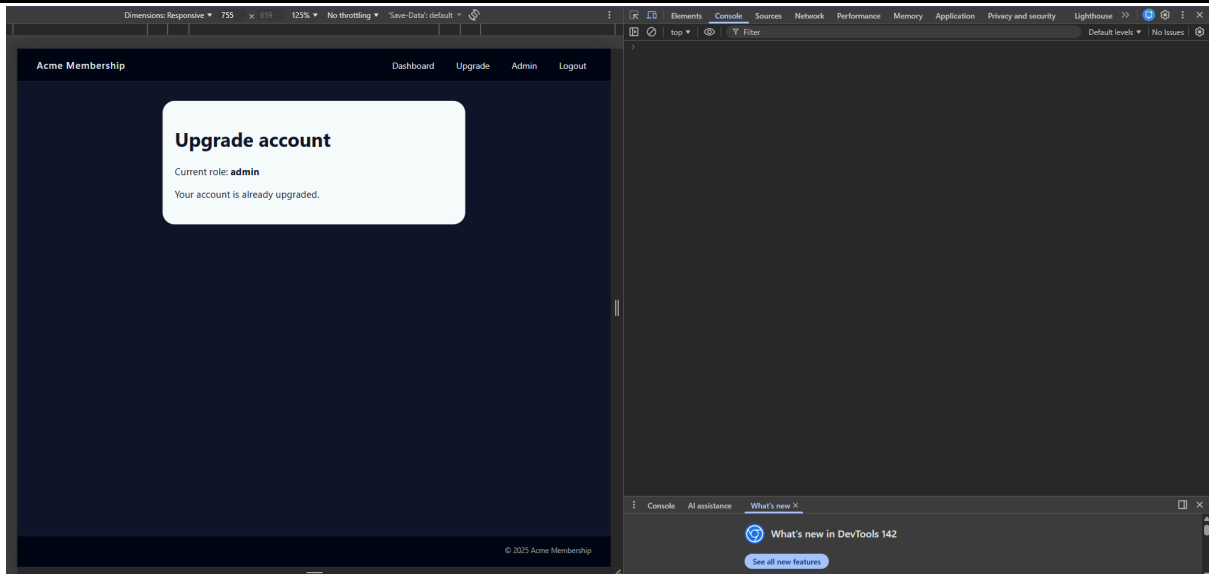 Dimensions: Responsive ▼ 755 x 659 125% ▼ No throttling ▼ 'Save-Data': default ▼
Elements Console Sources Network Performance Memory Application Privacy and security Lighthouse
top ▼ Filter Default levels ▼ No Issues
Acme Membership Dashboard Upgrade Admin Logout
Upgrade account
Current role: admin
Your account is already upgraded.
© 2025 Acme Membership
Console AI assistance What's new ×
What's new in DevTools 142
See all new features